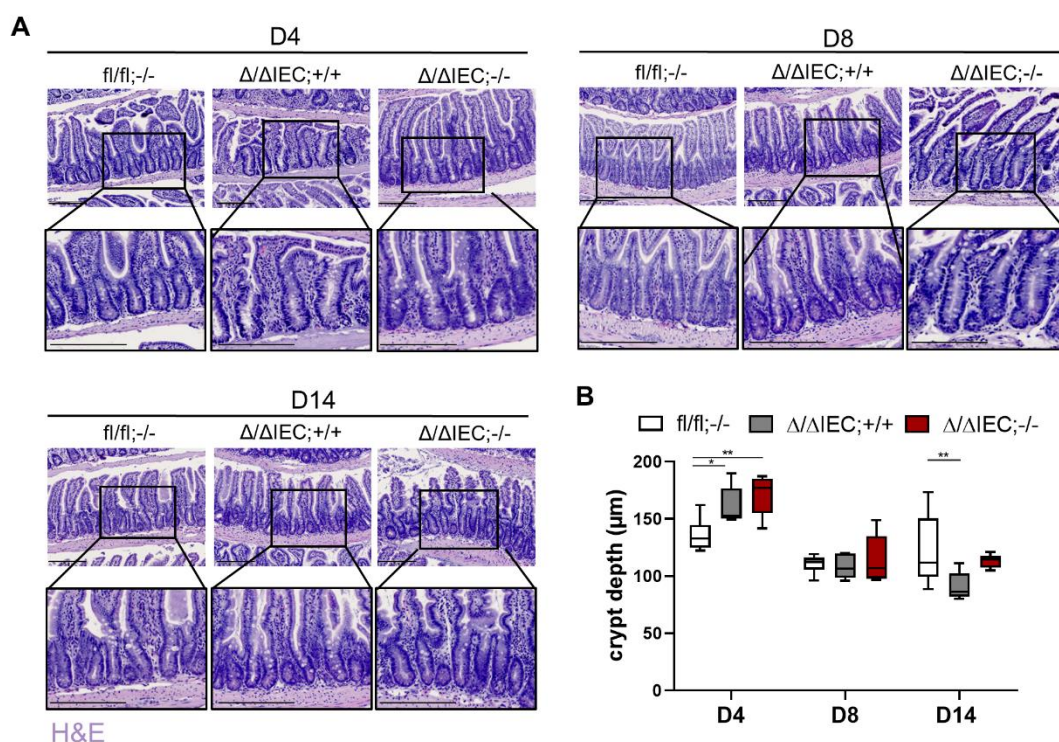 A
D4
fl/fl;-/-
Δ/ΔIEC;+/+
Δ/ΔIEC;-/-
D8
fl/fl;-/-
Δ/ΔIEC;+/+
Δ/ΔIEC;-/-
D14
fl/fl;-/-
Δ/ΔIEC;+/+
Δ/ΔIEC;-/-
H&E
B
fl/fl;-/- Δ/ΔIEC;+/+ Δ/ΔIEC;-/-
crypt depth (µm)
200
150
100
50
0
**
*
**
D4 D8 D14